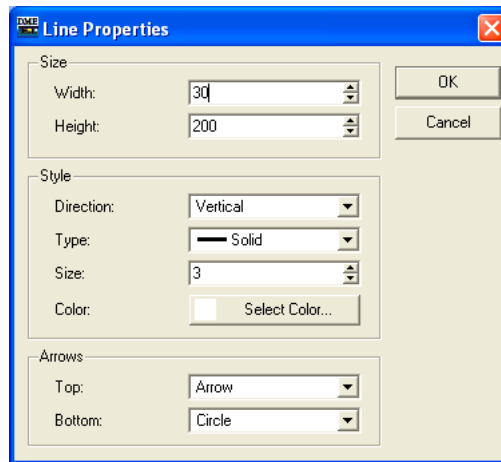 DME Line Properties
Size
Width: 30
OK
Height: 200
Cancel
Style
Direction: Vertical
Type: Solid
Size: 3
Color: Select Color...
Arrows
Top: Arrow
Bottom: Circle